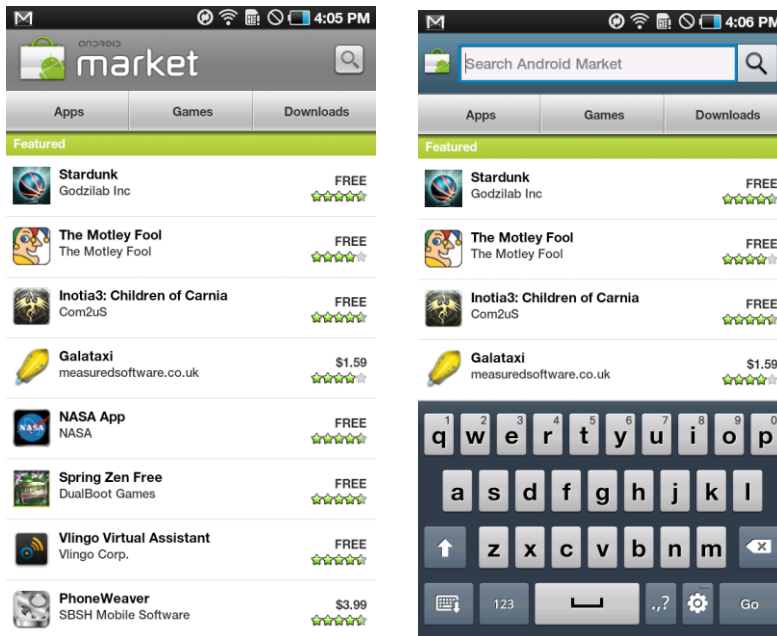 4:05 PM
android
market
Apps Games Downloads
Featured
Stardunk
Godzilab Inc
FREE
The Motley Fool
The Motley Fool
FREE
Inotia3: Children of Carnia
Com2uS
FREE
Galataxi
measuredsoftware.co.uk
$1.59
NASA
NASA App
NASA
FREE
Spring Zen Free
DualBoot Games
FREE
Vlingo Virtual Assistant
Vlingo Corp.
FREE
PhoneWeaver
SBSH Mobile Software
$3.99
4:06 PM
Search Android Market
Apps Games Downloads
Featured
Stardunk
Godzilab Inc
FREE
The Motley Fool
The Motley Fool
FREE
Inotia3: Children of Carnia
Com2uS
FREE
Galataxi
measuredsoftware.co.uk
$1.59
1 2 3 4 5 6 7 8 9 0
q w e r t y u i o p
a s d f g h j k l
z x c v b n m
123 .,? Go